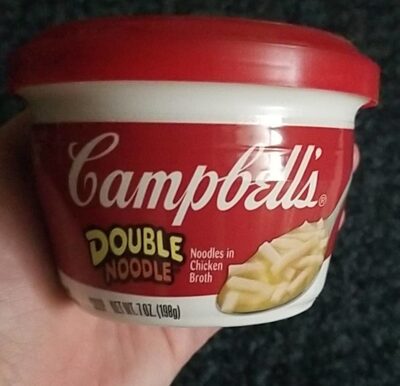 Campbell's®
DOUBLE
NOODLE
Noodles in
Chicken
Broth
NET WT. 7 OZ. (198g)